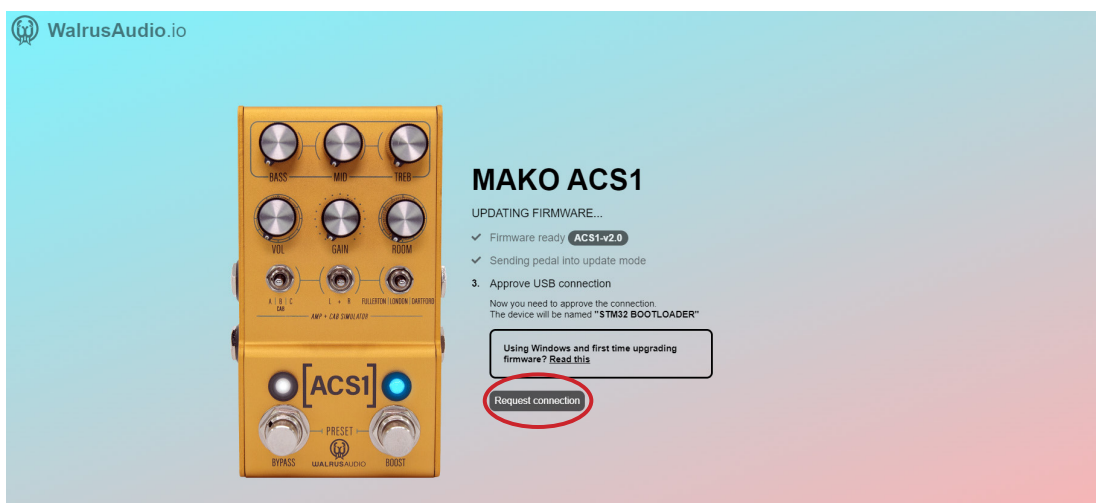 WalrusAudio.io
BASS MID TREB
VOL GAIN ROOM
A | B | C L + R FULLERTON | LONDON | DARTFORD
CAB
AMP + CAB SIMULATOR
[ACS1]
PRESET
BYPASS WALRUSAUDIO BOOST
MAKO ACS1
UPDATING FIRMWARE...
Firmware ready ACS1-v2.0
Sending pedal into update mode
3. Approve USB connection
Now you need to approve the connection.
The device will be named "STM32 BOOTLOADER"
Using Windows and first time upgrading
firmware? Read this
Request connection